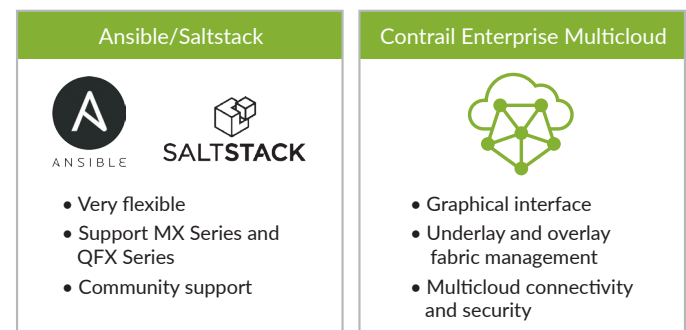 Ansible/Saltstack
ANSIBLE
SALTSTACK
• Very flexible
• Support MX Series and
QFX Series
• Community support
Contrail Enterprise Multicloud
• Graphical interface
• Underlay and overlay
fabric management
• Multicloud connectivity
and security